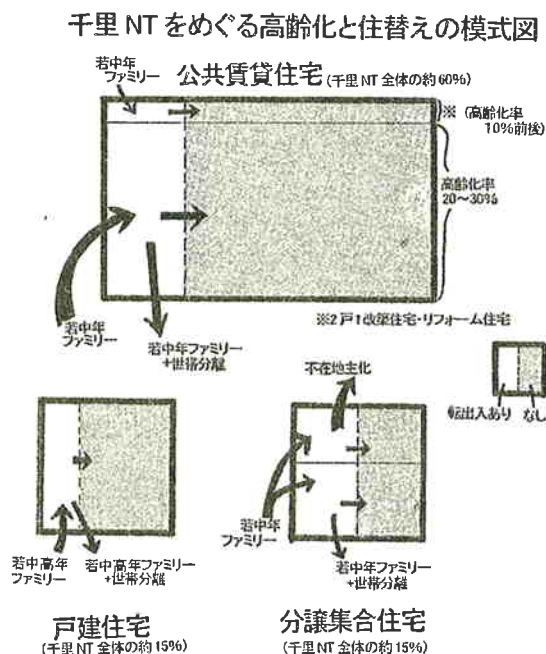 千里NTをめぐる高齢化と住替えの模式図
若中年
ファミリー
公共賃貸住宅(千里NT全体の約60%)
※(高齢化率
10%前後)
高齢化率
20〜30%
若中年
ファミリー
若中年ファミリー
+世帯分離
※2戸1改築住宅・リフォーム住宅
不在地主化
転出入あり なし
若中年
ファミリー
若中年ファミリー
+世帯分離
若中高年
ファミリー
若中高年ファミリー
+世帯分離
戸建住宅
(千里NT全体の約15%)
分譲集合住宅
(千里NT全体の約15%)